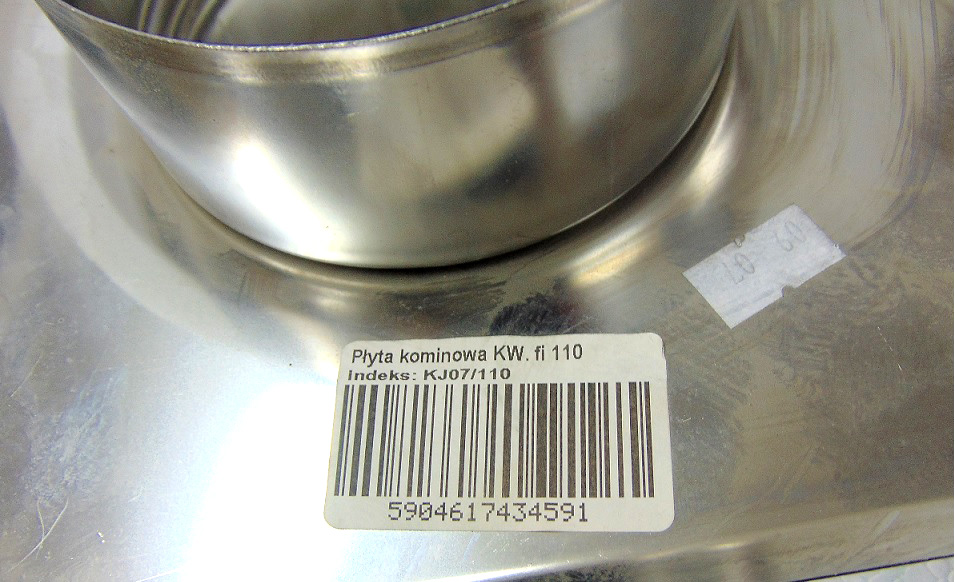 Płyta kominowa KW. fi 110
Indeks: KJ07/110
5904617434591